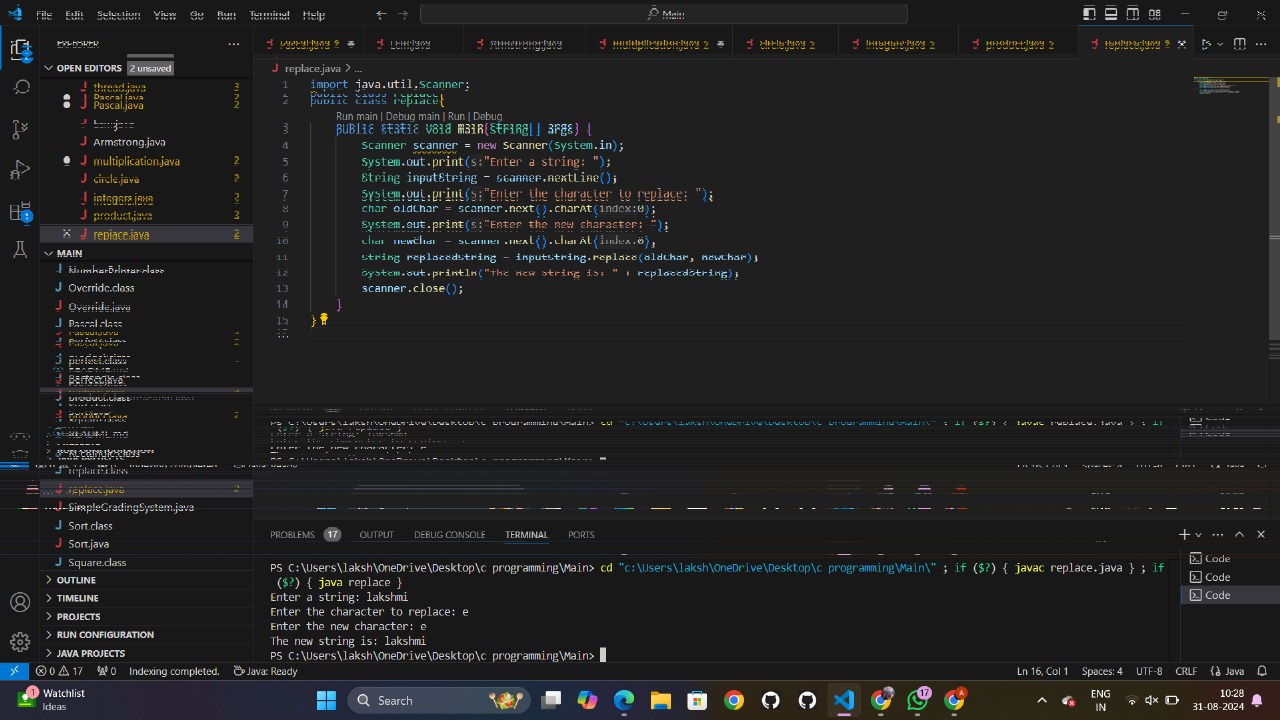 File Edit Selection View Go Run Terminal Help
Main
OPEN EDITORS 2 unsaved
thread.java
Pascal.java 2
Armstrong.java
multiplication.java 2
circle.java 2
integers.java 2
product.java 2
replace.java 2
MAIN
NumberPrinter.class
Override.class
Override.java
Pascal.class
perfect.java
product.class
replace.class
replace.java 2
SimpleGradingSystem.java
Sort.class
Sort.java
Square.class
OUTLINE
TIMELINE
PROJECTS
RUN CONFIGURATION
JAVA PROJECTS
multiplication.java 2
integers.java 2
product.java 2
replace.java > ...
1 import java.util.Scanner;
2 public class replace{
Run main | Debug main | Run | Debug
3 public static void main(String[] args) {
4 Scanner scanner = new Scanner(System.in);
5 System.out.print(s:"Enter a string: ");
6 String inputString = scanner.nextLine();
7 System.out.print(s:"Enter the character to replace: ");
8 char oldChar = scanner.next().charAt(index:0);
9 System.out.print(s:"Enter the new character: ");
10 char newChar = scanner.next().charAt(index:0);
11 String replacedString = inputString.replace(oldChar, newChar);
12 System.out.println("The new string is: " + replacedString);
13 scanner.close();
14 }
15 }
PROBLEMS 17 OUTPUT DEBUG CONSOLE TERMINAL PORTS
PS C:\Users\laksh\OneDrive\Desktop\c programming\Main> cd "c:\Users\laksh\OneDrive\Desktop\c programming\Main\" ; if ($?) { javac replace.java } ; if
($?) { java replace }
Enter a string: lakshmi
Enter the character to replace: e
Enter the new character: e
The new string is: lakshmi
PS C:\Users\laksh\OneDrive\Desktop\c programming\Main>
Code
Code
Code
0 17 0 Indexing completed. Java: Ready Ln 16, Col 1 Spaces: 4 UTF-8 CRLF { } Java
Watchlist
Ideas
Search
17
ENG
IN
10:28
31-08-2024